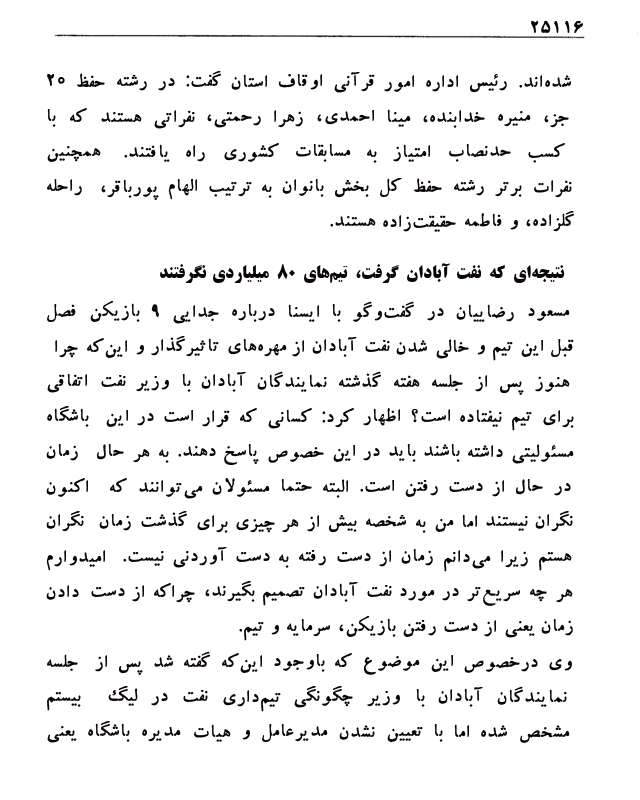 ۲۵۱۱۶
شده‌اند. رئیس اداره امور قرآنی اوقاف استان گفت: در رشته حفظ ۲۰
جز، منیره خدابنده، مینا احمدی، زهرا رحمتی، نفراتی هستند که با
کسب حدنصاب امتیاز به مسابقات کشوری راه یافتند. همچنین
نفرات برتر رشته حفظ کل بخش بانوان به ترتیب الهام پورباقر، راحله
گلزاده، و فاطمه حقیقت‌زاده هستند.
نتیجه‌ای که نفت آبادان گرفت، تیم‌های ۸۰ میلیاردی نگرفتند
مسعود رضاییان در گفت‌وگو با ایسنا درباره جدایی ۹ بازیکن فصل
قبل این تیم و خالی شدن نفت آبادان از مهره‌های تاثیرگذار و این‌که چرا
هنوز پس از جلسه هفته گذشته نمایندگان آبادان با وزیر نفت اتفاقی
برای تیم نیفتاده است؟ اظهار کرد: کسانی که قرار است در این باشگاه
مسئولیتی داشته باشند باید در این خصوص پاسخ دهند. به هر حال زمان
در حال از دست رفتن است. البته حتما مسئولان می‌توانند که اکنون
نگران نیستند اما من به شخصه بیش از هر چیزی برای گذشت زمان نگران
هستم زیرا می‌دانم زمان از دست رفته به دست آوردنی نیست. امیدوارم
هر چه سریع‌تر در مورد نفت آبادان تصمیم بگیرند، چراکه از دست دادن
زمان یعنی از دست رفتن بازیکن، سرمایه و تیم.
وی درخصوص این موضوع که باوجود این‌که گفته شد پس از جلسه
نمایندگان آبادان با وزیر چگونگی تیم‌داری نفت در لیگ بیستم
مشخص شده اما با تعیین نشدن مدیرعامل و هیات مدیره باشگاه یعنی